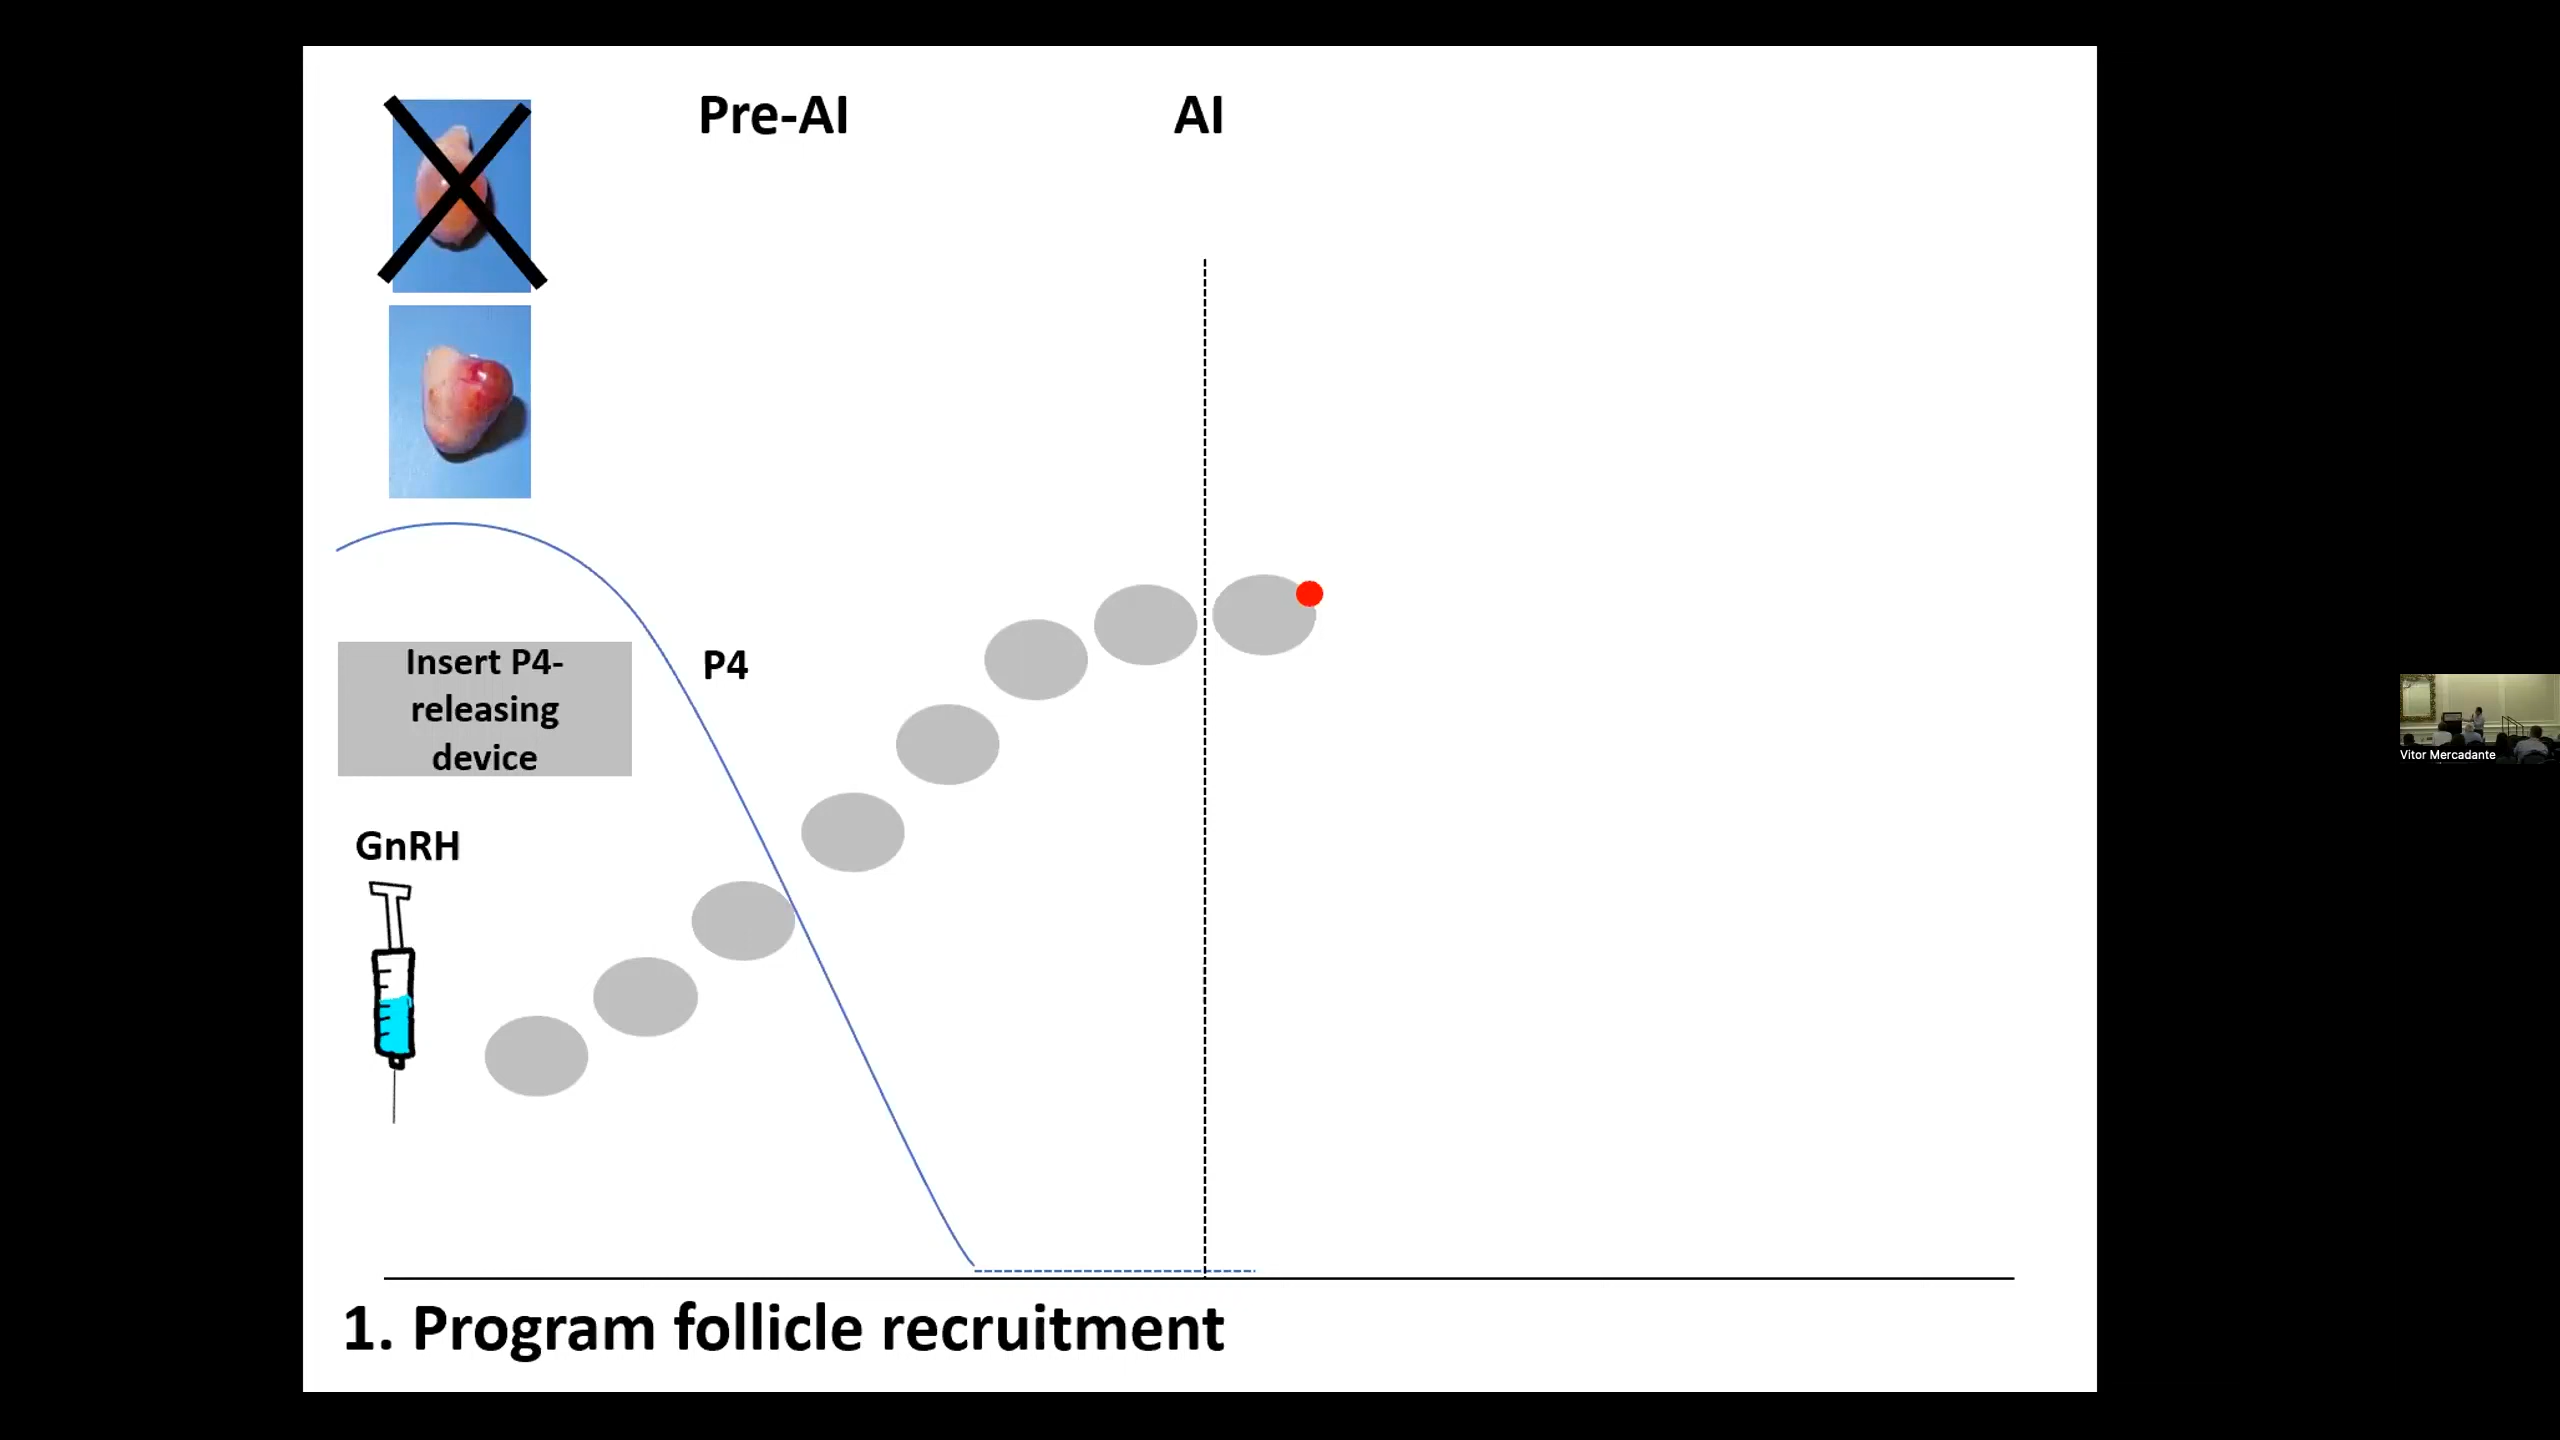 Pre-AI
AI
Insert P4-
releasing
device
P4
GnRH
1. Program follicle recruitment
Vitor Mercadante